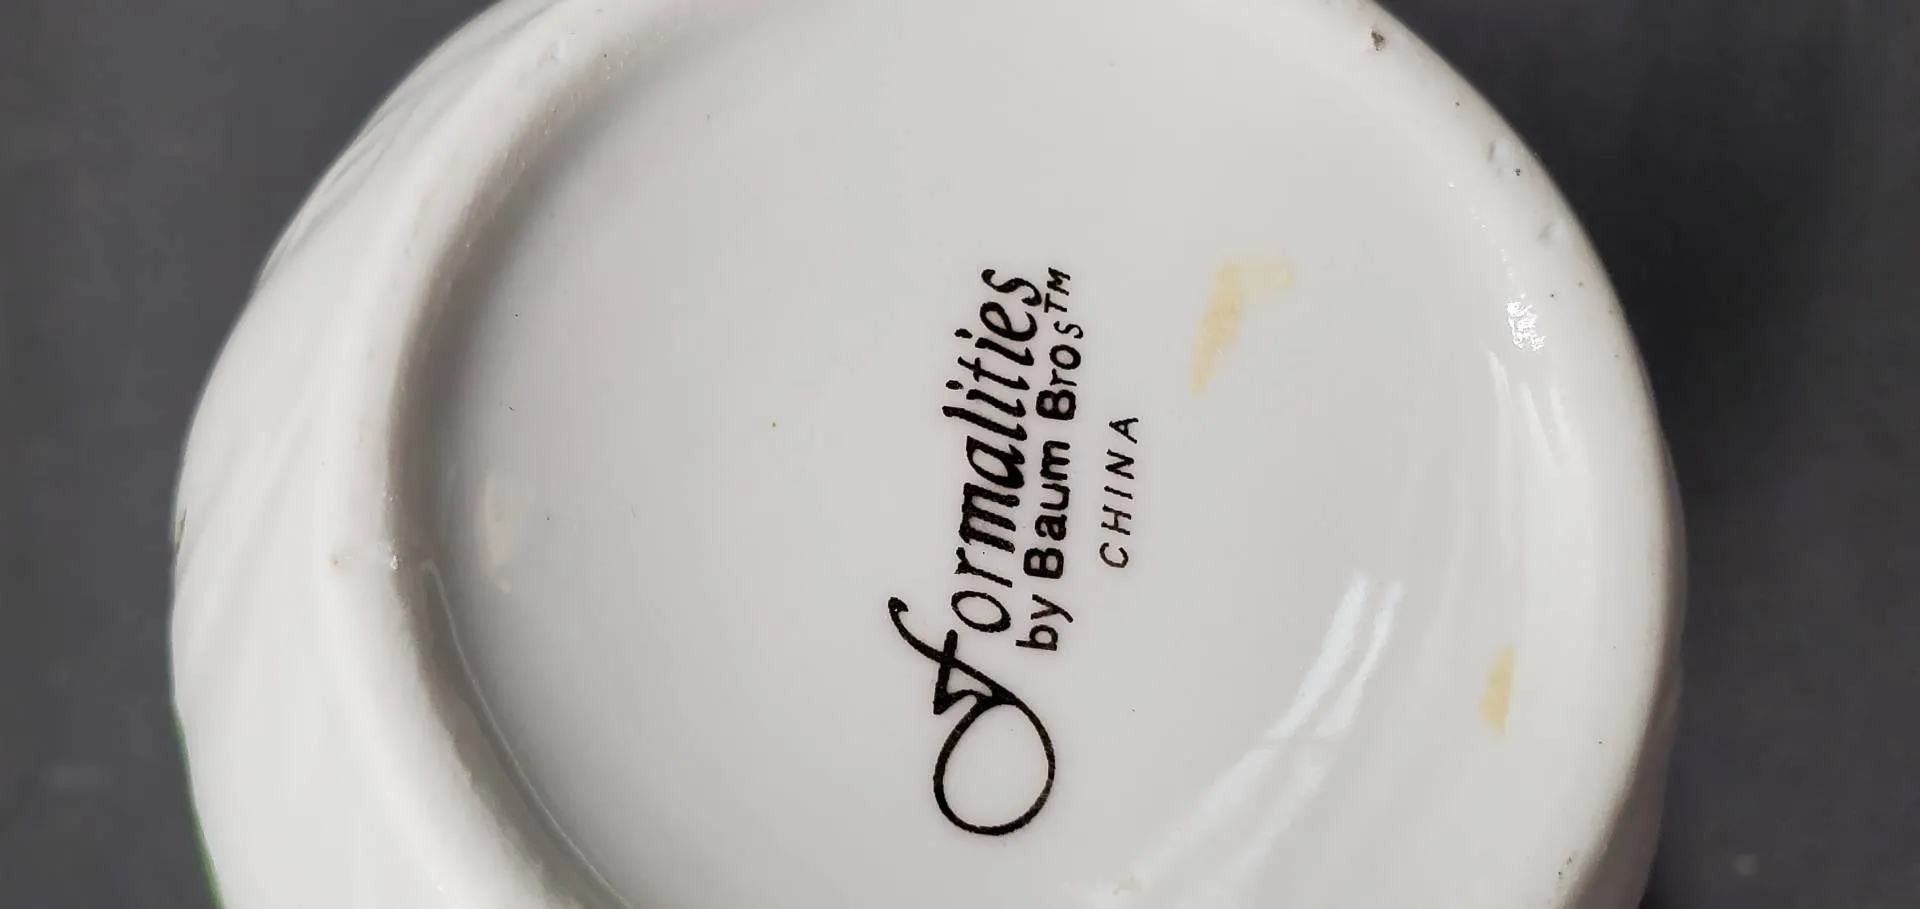 formalities
by Baum Bros™
CHINA